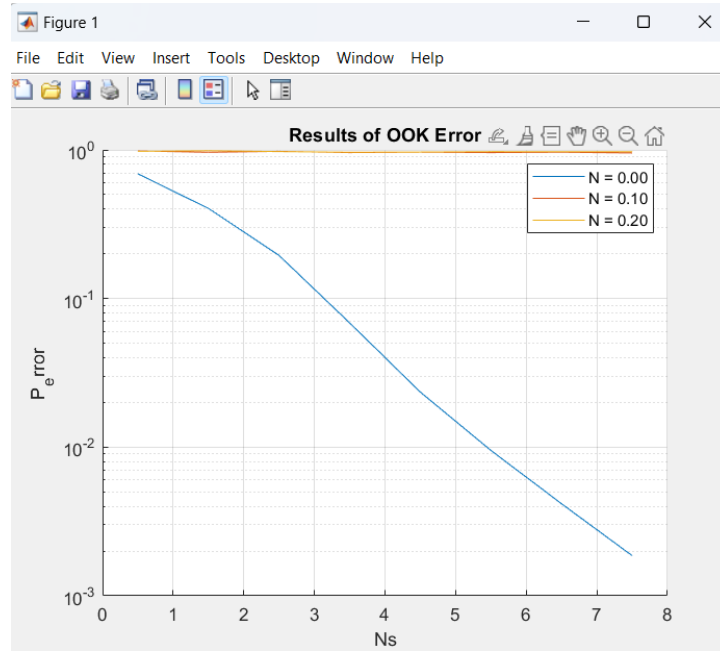 Figure 1
File Edit View Insert Tools Desktop Window Help
Results of OOK Error
10^0
N = 0.00
N = 0.10
N = 0.20
10^-1
P_error
10^-2
10^-3
0 1 2 3 4 5 6 7 8
Ns